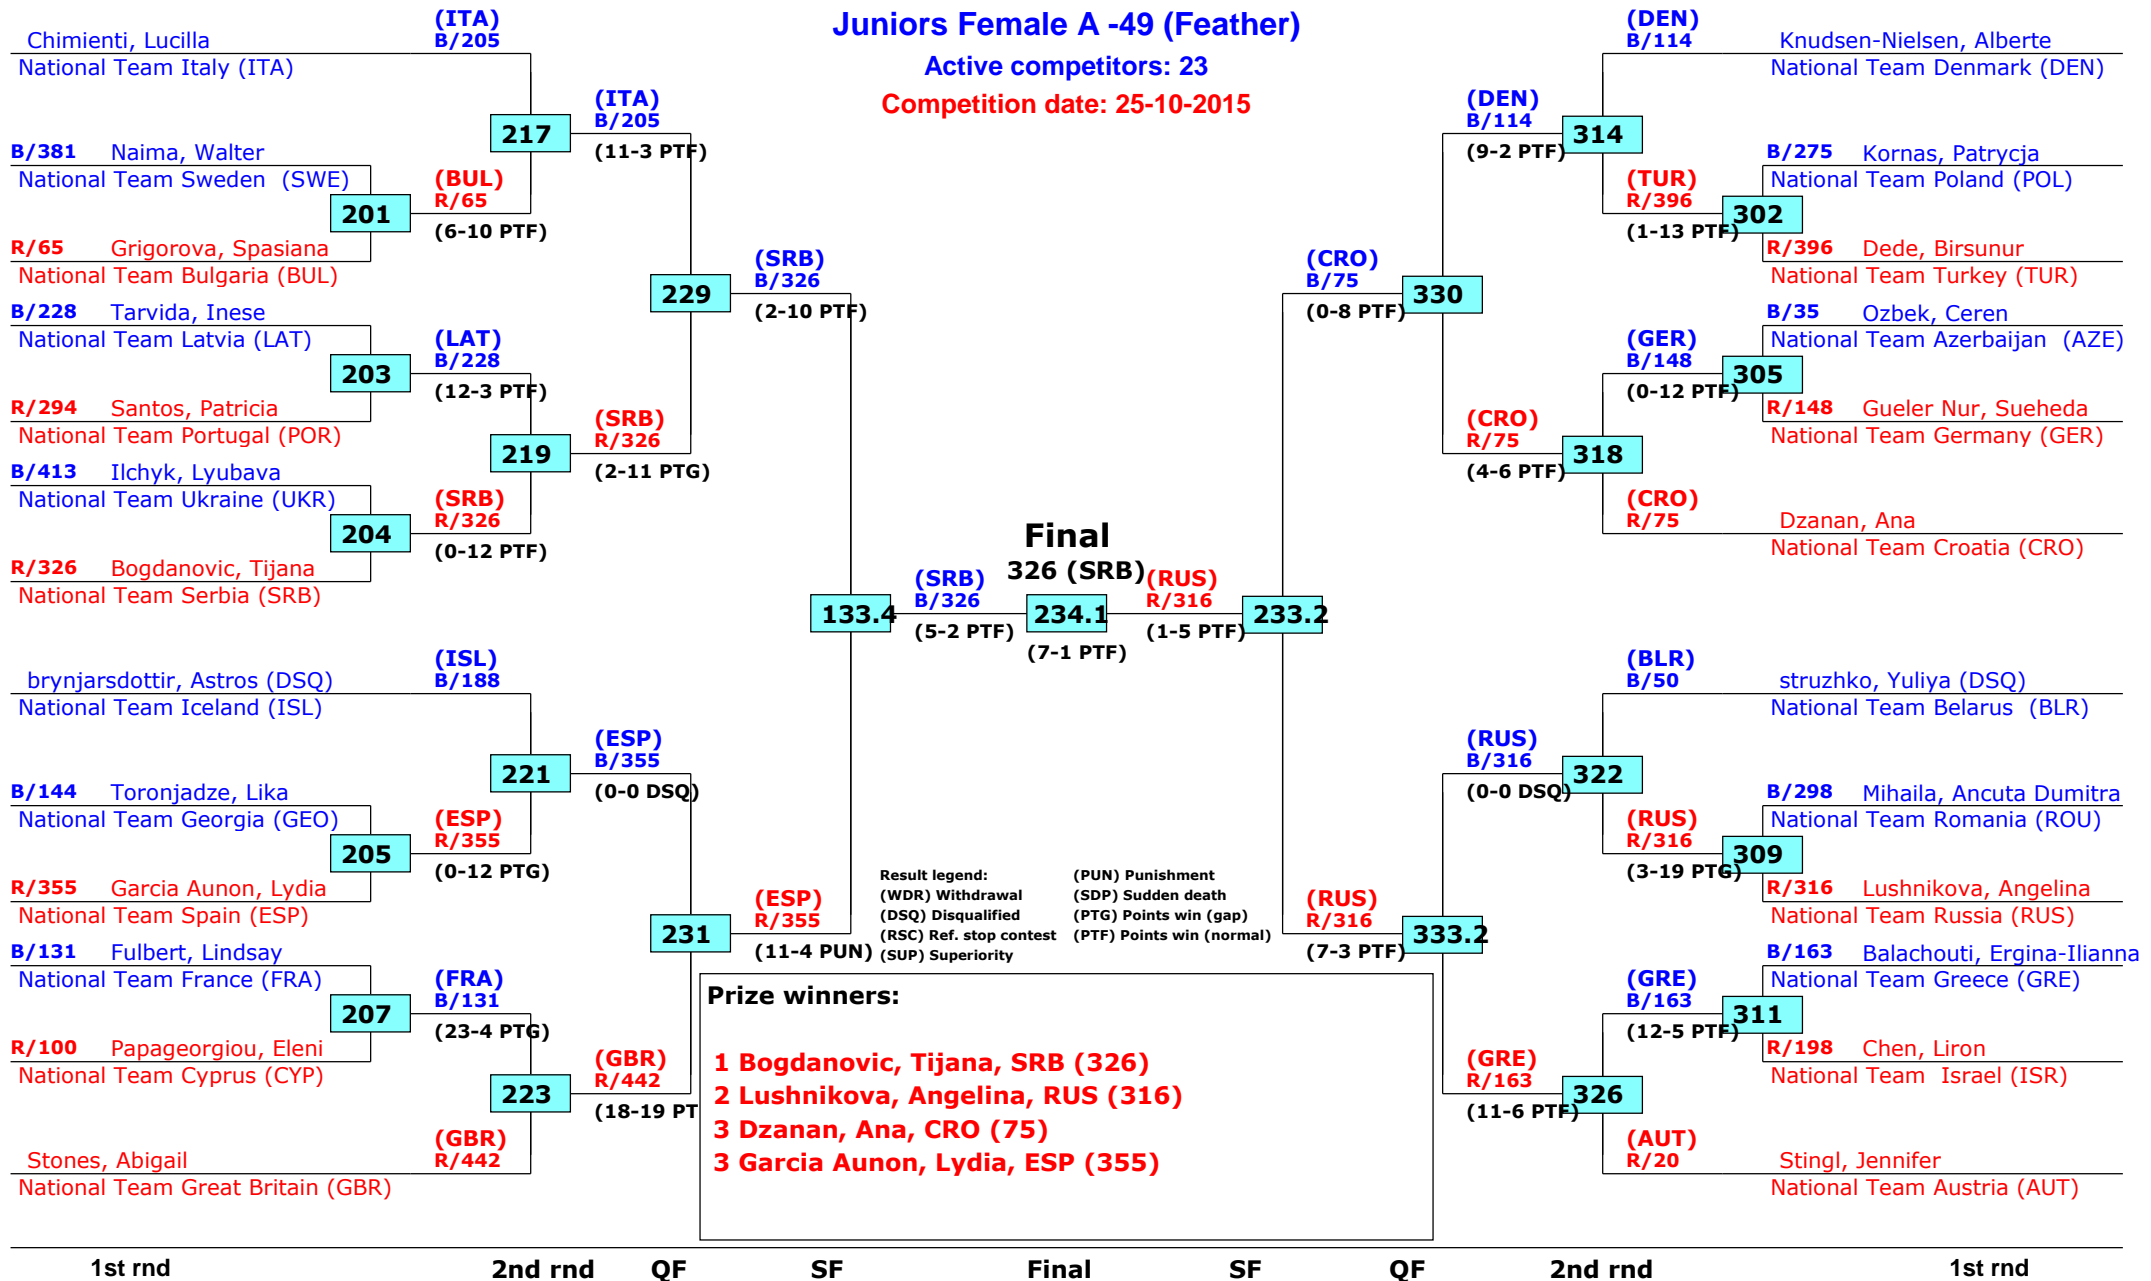 Juniors Female A -49 (Feather)
Active competitors: 23
Competition date: 25-10-2015
Chimienti, Lucilla
National Team Italy (ITA)
(ITA)
B/205
B/381 Naima, Walter
National Team Sweden (SWE)
201
R/65 Grigorova, Spasiana
National Team Bulgaria (BUL)
(BUL)
R/65
(6-10 PTF)
217
(ITA)
B/205
(11-3 PTF)
B/228 Tarvida, Inese
National Team Latvia (LAT)
203
R/294 Santos, Patricia
National Team Portugal (POR)
(LAT)
B/228
(12-3 PTF)
B/413 Ilchyk, Lyubava
National Team Ukraine (UKR)
204
R/326 Bogdanovic, Tijana
National Team Serbia (SRB)
(SRB)
R/326
(0-12 PTF)
219
(SRB)
R/326
(2-11 PTG)
229
(SRB)
B/326
(2-10 PTF)
brynjarsdottir, Astros (DSQ)
National Team Iceland (ISL)
(ISL)
B/188
B/144 Toronjadze, Lika
National Team Georgia (GEO)
205
R/355 Garcia Aunon, Lydia
National Team Spain (ESP)
(ESP)
R/355
(0-12 PTG)
221
(ESP)
B/355
(0-0 DSQ)
B/131 Fulbert, Lindsay
National Team France (FRA)
207
R/100 Papageorgiou, Eleni
National Team Cyprus (CYP)
(FRA)
B/131
(23-4 PTG)
223
Stones, Abigail
National Team Great Britain (GBR)
(GBR)
R/442
(GBR)
R/442
(18-19 PT
231
(ESP)
R/355
(11-4 PUN)
133.4
(SRB)
B/326
(5-2 PTF)
Final
326 (SRB)
234.1
(7-1 PTF)
(RUS)
R/316
(1-5 PTF)
233.2
(DEN)
B/114
Knudsen-Nielsen, Alberte
National Team Denmark (DEN)
(DEN)
B/114
(9-2 PTF)
314
B/275 Kornas, Patrycja
National Team Poland (POL)
(TUR)
R/396
(1-13 PTF)
302
R/396 Dede, Birsunur
National Team Turkey (TUR)
(CRO)
B/75
(0-8 PTF)
330
B/35 Ozbek, Ceren
National Team Azerbaijan (AZE)
(GER)
B/148
(0-12 PTF)
305
R/148 Gueler Nur, Sueheda
National Team Germany (GER)
(CRO)
R/75
(4-6 PTF)
318
(CRO)
R/75
Dzanan, Ana
National Team Croatia (CRO)
(BLR)
B/50
struzhko, Yuliya (DSQ)
National Team Belarus (BLR)
(RUS)
B/316
(0-0 DSQ)
322
B/298 Mihaila, Ancuta Dumitra
National Team Romania (ROU)
(RUS)
R/316
(3-19 PTG)
309
R/316 Lushnikova, Angelina
National Team Russia (RUS)
(RUS)
R/316
(7-3 PTF)
333.2
B/163 Balachouti, Ergina-Ilianna
National Team Greece (GRE)
(GRE)
B/163
(12-5 PTF)
311
R/198 Chen, Liron
National Team Israel (ISR)
(GRE)
R/163
(11-6 PTF)
326
(AUT)
R/20
Stingl, Jennifer
National Team Austria (AUT)
Result legend: (PUN) Punishment
(WDR) Withdrawal (SDP) Sudden death
(DSQ) Disqualified (PTG) Points win (gap)
(RSC) Ref. stop contest (PTF) Points win (normal)
(SUP) Superiority
Prize winners:
1 Bogdanovic, Tijana, SRB (326)
2 Lushnikova, Angelina, RUS (316)
3 Dzanan, Ana, CRO (75)
3 Garcia Aunon, Lydia, ESP (355)
1st rnd 2nd rnd QF SF Final SF QF 2nd rnd 1st rnd